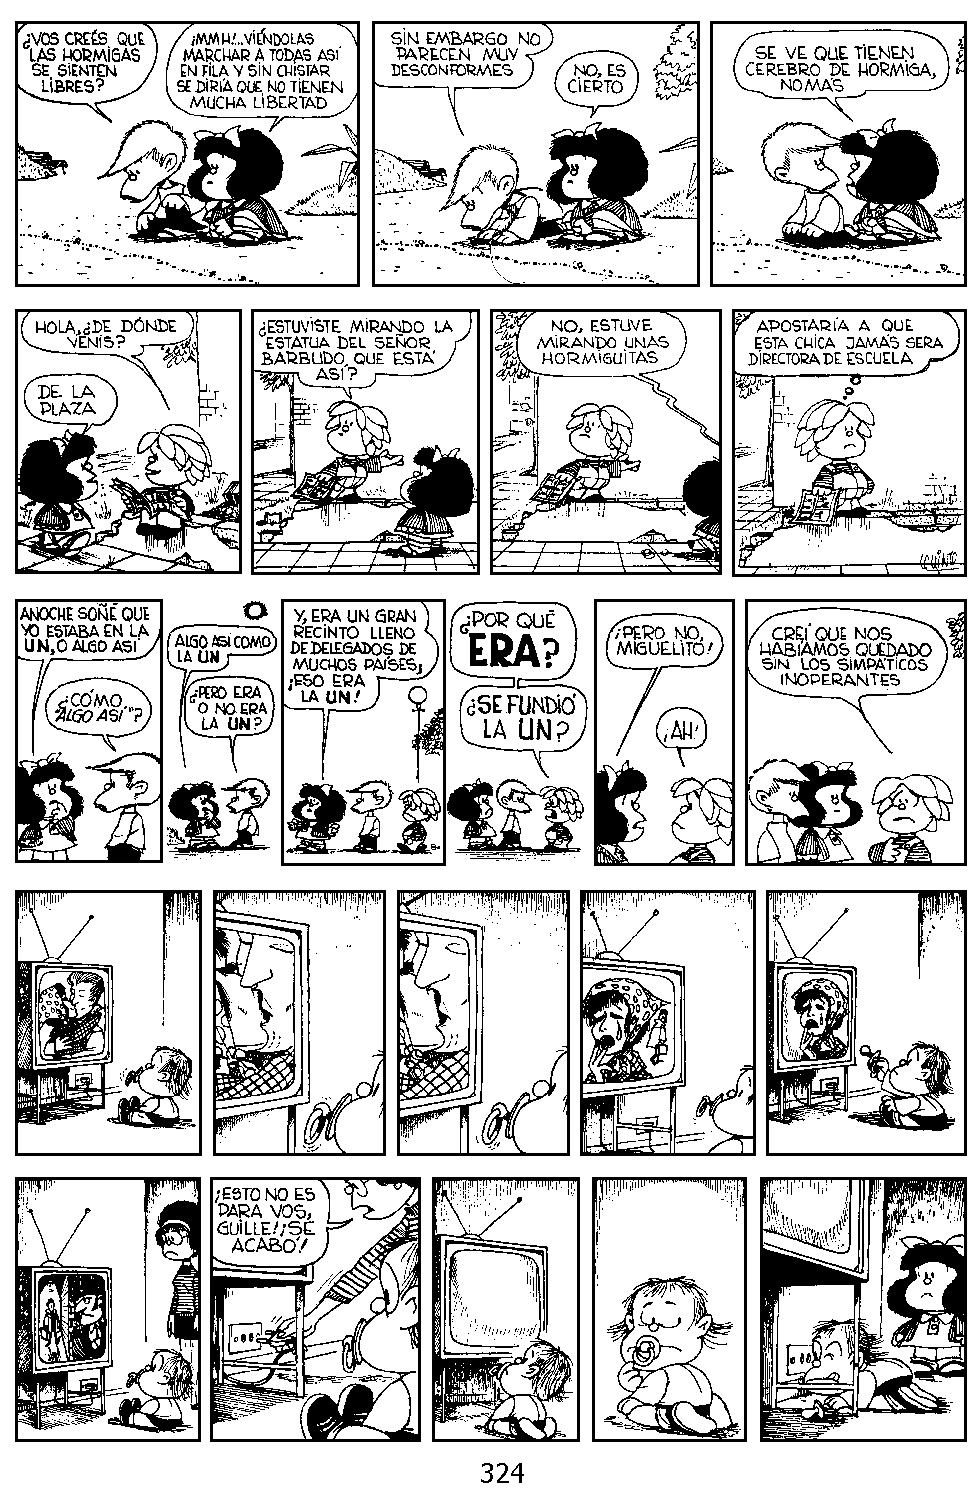 ¿VOS CREÉS QUE
LAS HORMIGAS
SE SIENTEN
LIBRES?
¡MMH!...VIÉNDOLAS
MARCHAR A TODAS ASÍ
EN FILA Y SIN CHISTAR
SE DIRÍA QUE NO TIENEN
MUCHA LIBERTAD
SIN EMBARGO NO
PARECEN MUY
DESCONFORMES
NO, ES
CIERTO
SE VE QUE TIENEN
CEREBRO DE HORMIGA,
NOMÁS
HOLA, ¿DE DÓNDE
VENÍS?
DE LA
PLAZA
¿ESTUVISTE MIRANDO LA
ESTATUA DEL SEÑOR
BARBUDO, QUE ESTÁ
ASÍ?
NO, ESTUVE
MIRANDO UNAS
HORMIGUITAS
APOSTARÍA A QUE
ESTA CHICA JAMÁS SERÁ
DIRECTORA DE ESCUELA
QUINO
ANOCHE SOÑÉ QUE
YO ESTABA EN LA
UN, O ALGO ASÍ
¿CÓMO
"ALGO ASÍ"?
ALGO ASI COMO
LA UN
¿PERO ERA
O NO ERA
LA UN?
Y, ERA UN GRAN
RECINTO LLENO
DE DELEGADOS DE
MUCHOS PAÍSES,
¡ESO ERA
LA UN!
¿POR QUÉ
ERA?
¿SE FUNDIÓ
LA UN?
¡PERO NO,
MIGUELITO!
¡AH!
CREÍ QUE NOS
HABÍAMOS QUEDADO
SIN LOS SIMPÁTICOS
INOPERANTES
¡ESTO NO ES
PARA VOS,
GUILLE! ¡SE
ACABÓ!
324